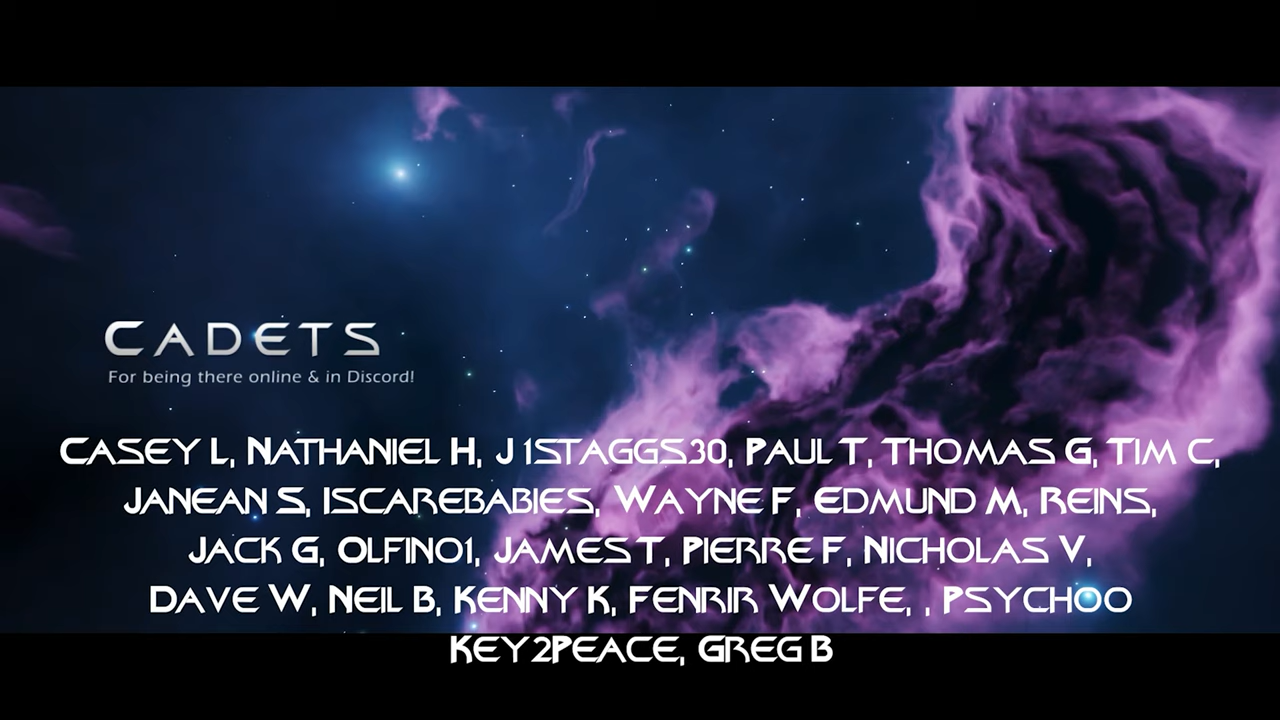 CADETS
For being there online & in Discord!
Casey L, Nathaniel H, J1Staggs30, Paul T, Thomas G, Tim C,
Janean S, Iscarebabies, Wayne F, Edmund M, Reins,
Jack G, Olfino1, James T, Pierre F, Nicholas V,
Dave W, Neil B, Kenny K, Fenrir Wolfe, , Psychoo
Key2Peace, Greg B